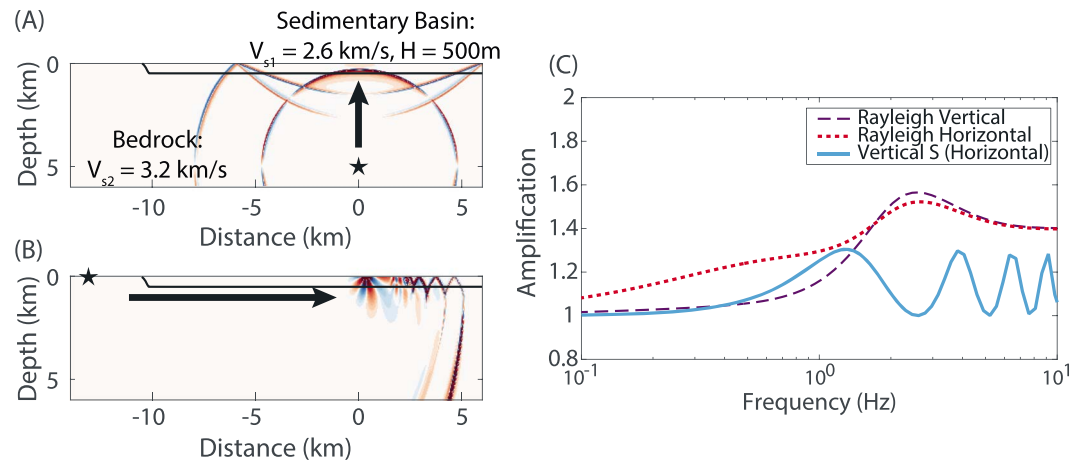 (A)
Sedimentary Basin:
Vs1 = 2.6 km/s, H = 500m
0
5
Depth (km)
Bedrock:
Vs2 = 3.2 km/s
-10
-5
0
5
Distance (km)
(B)
0
5
Depth (km)
-10
-5
0
5
Distance (km)
(C)
2
1.8
1.6
1.4
1.2
1
0.8
Amplification
Rayleigh Vertical
Rayleigh Horizontal
Vertical S (Horizontal)
10-1
100
101
Frequency (Hz)